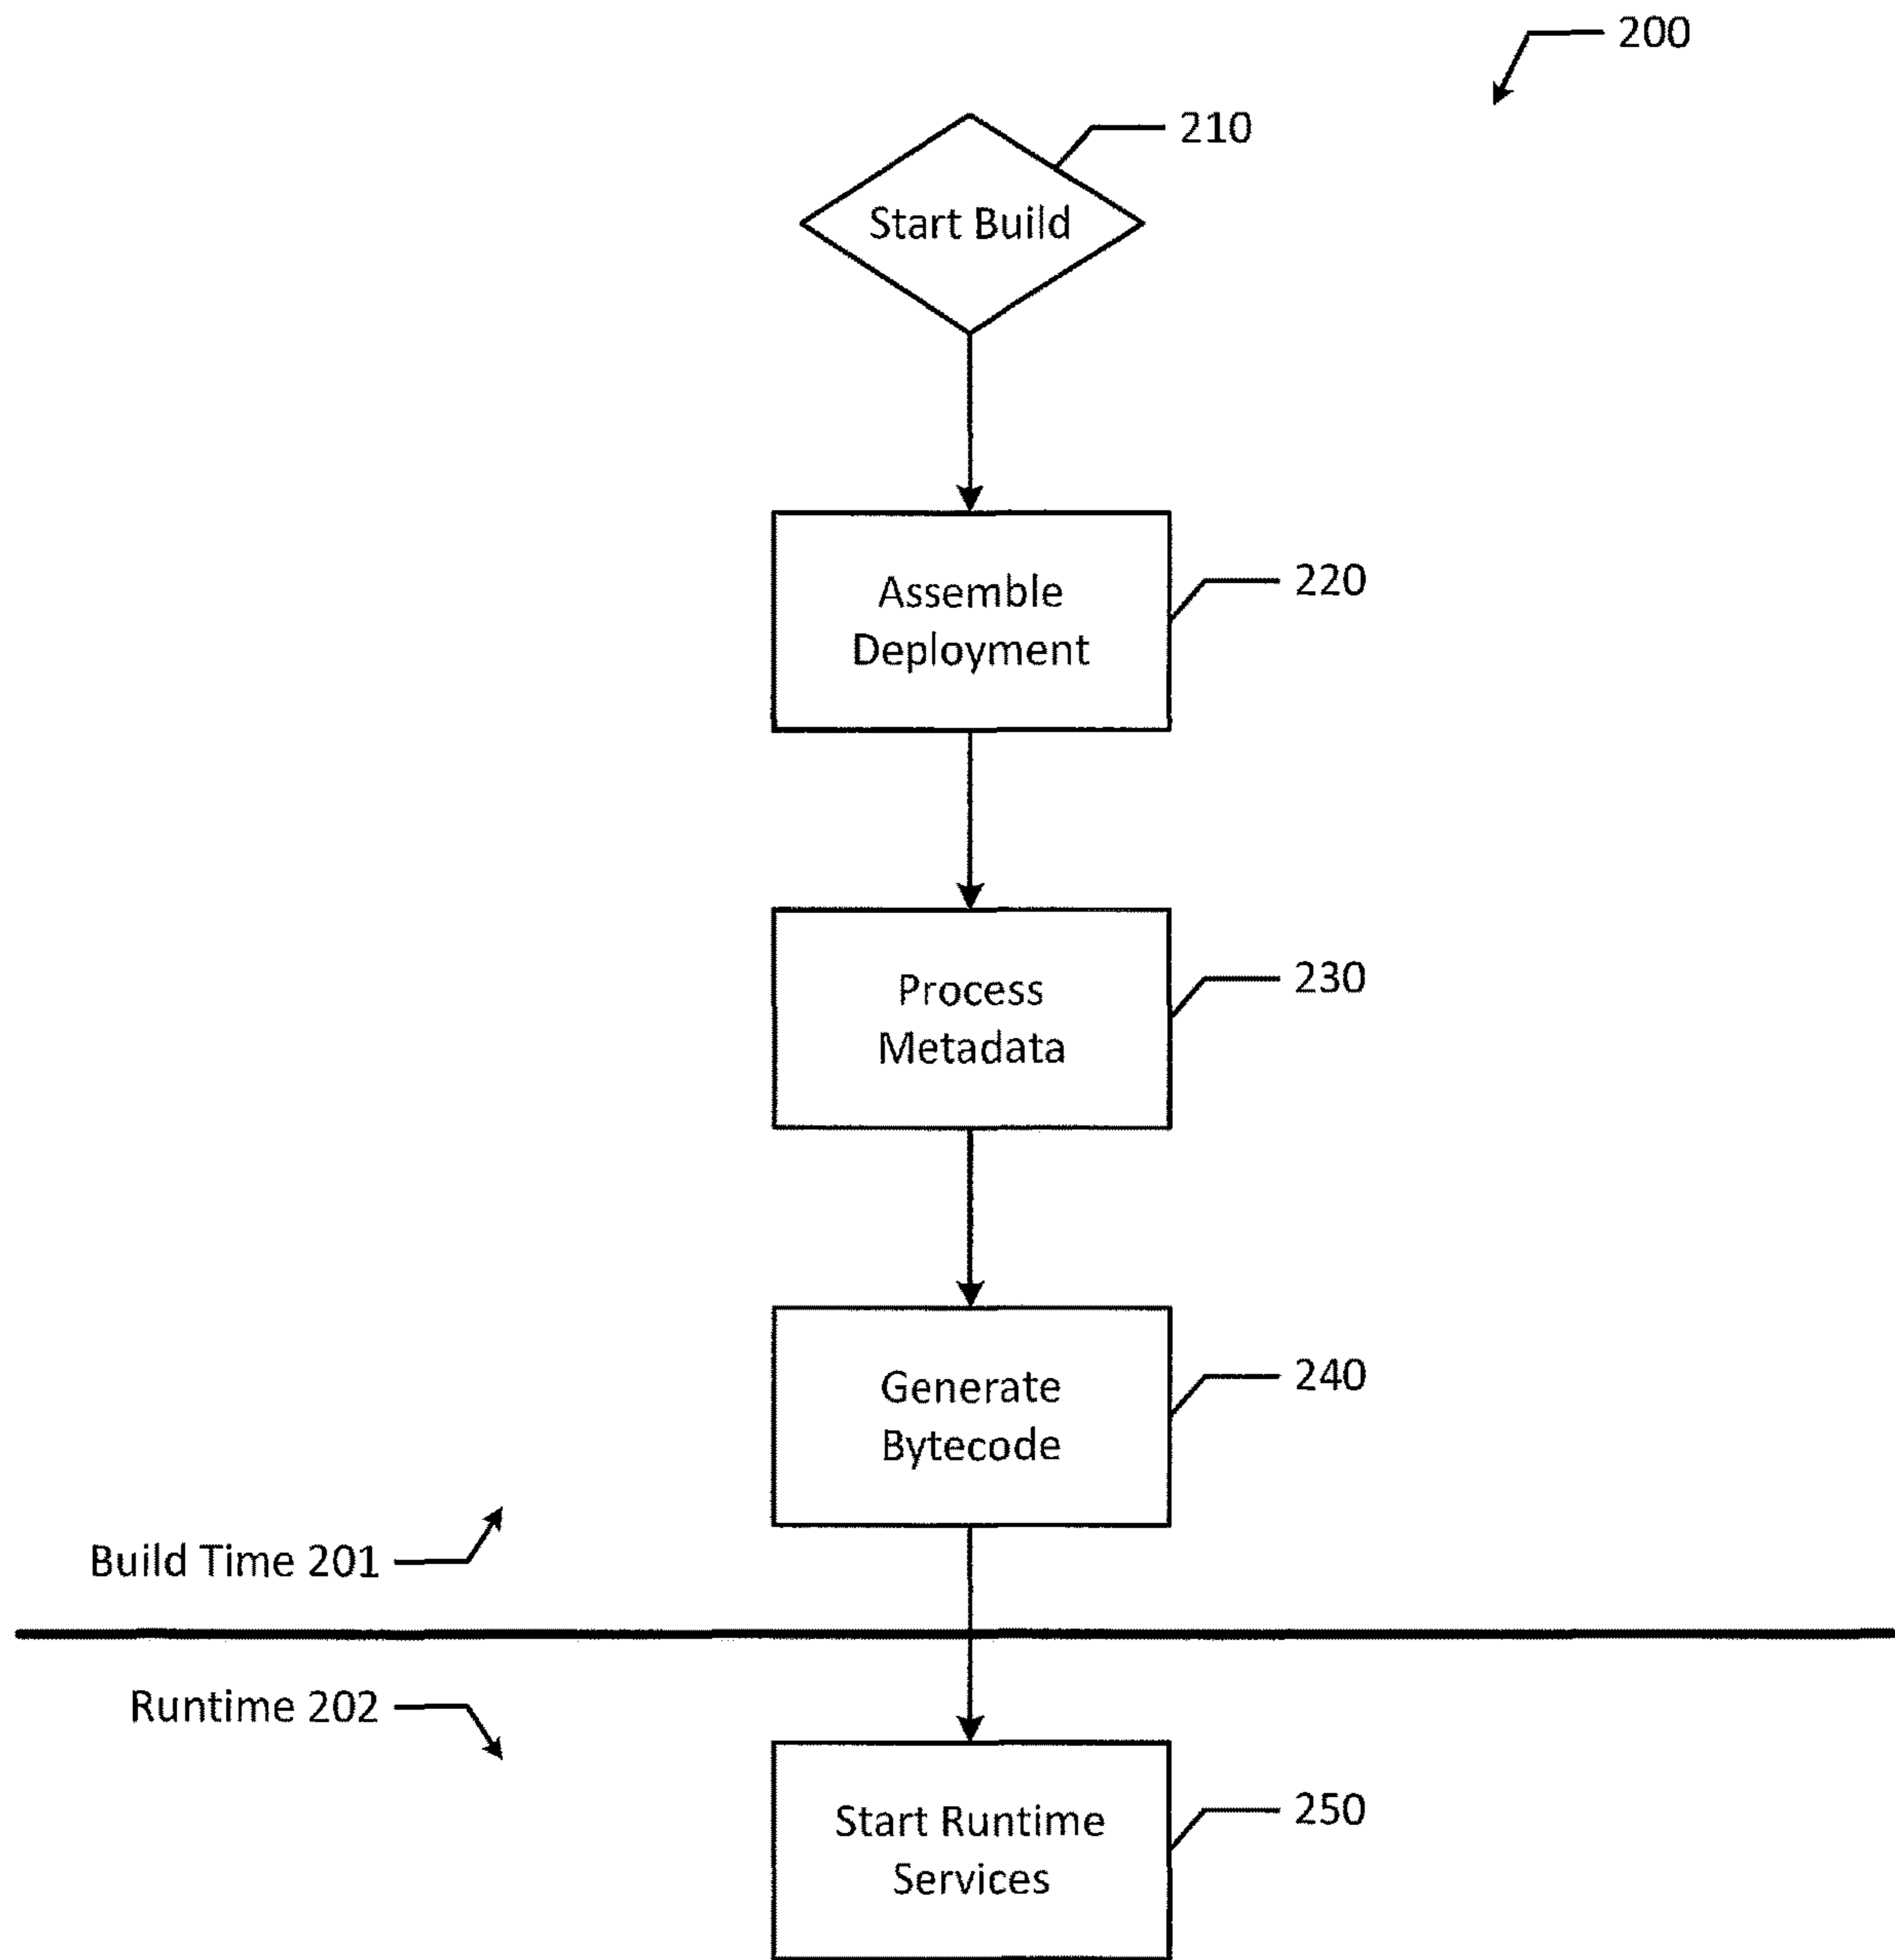 200
210
Start Build
220
Assemble
Deployment
230
Process
Metadata
240
Generate
Bytecode
Build Time 201
Runtime 202
250
Start Runtime
Services